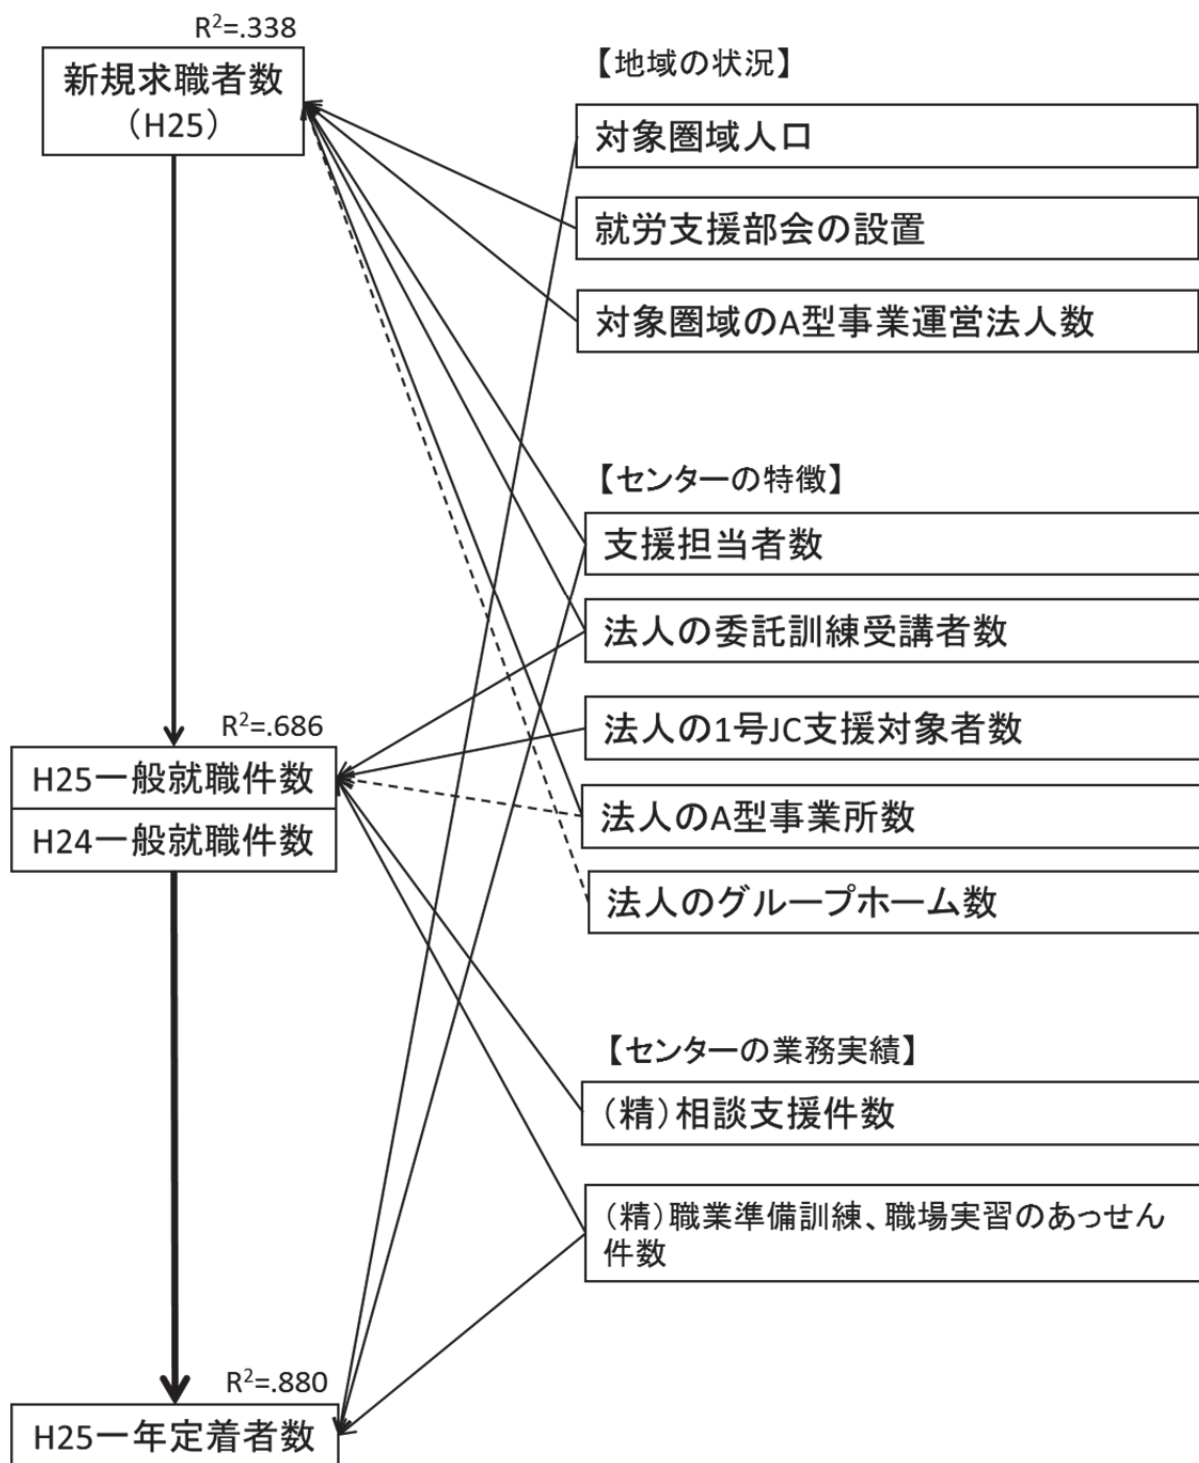 R²=.338
新規求職者数
（H25）
【地域の状況】
対象圏域人口
就労支援部会の設置
対象圏域のA型事業運営法人数
【センターの特徴】
支援担当者数
法人の委託訓練受講者数
法人の1号JC支援対象者数
法人のA型事業所数
法人のグループホーム数
R²=.686
H25一般就職件数
H24一般就職件数
【センターの業務実績】
（精）相談支援件数
（精）職業準備訓練、職場実習のあっせん
件数
R²=.880
H25一年定着者数